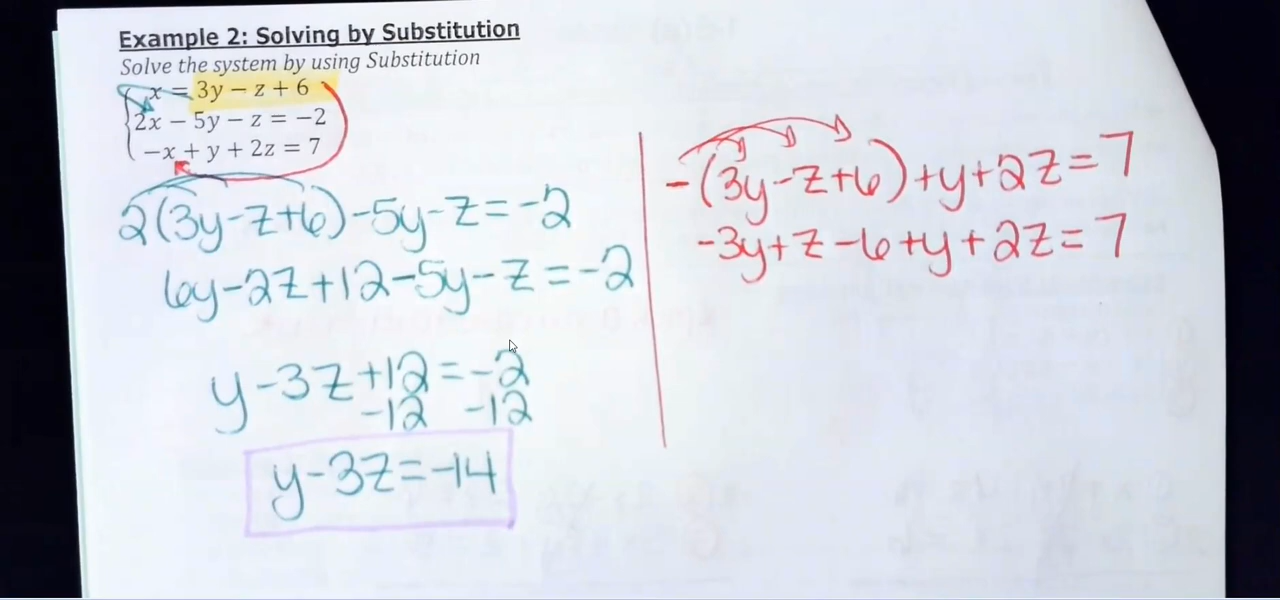 Example 2: Solving by Substitution
Solve the system by using Substitution
x = 3y − z + 6
2x − 5y − z = −2
−x + y + 2z = 7
2(3y-z+6)-5y-z=-2
6y-2z+12-5y-z=-2
y-3z+12=-2
-12 -12
y-3z=-14
-(3y-z+6)+y+2z=7
-3y+z-6+y+2z=7